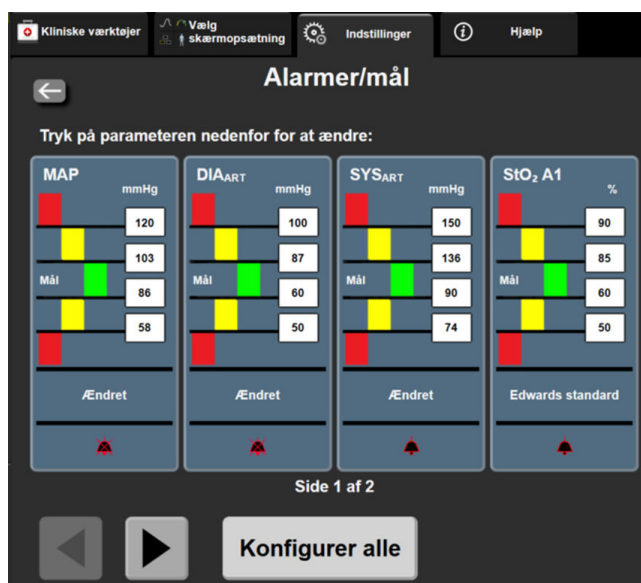 Kliniske værktøjer
Vælg
skærmopsætning
Indstillinger
Hjælp
Alarmer/mål
Tryk på parameteren nedenfor for at ændre:
MAP
mmHg
120
103
Mål
86
58
Ændret
DIAART
mmHg
100
87
Mål
60
50
Ændret
SYSART
mmHg
150
136
Mål
90
74
Ændret
StO₂ A1
%
90
85
Mål
60
50
Edwards standard
Side 1 af 2
Konfigurer alle